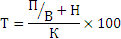 Т = (П/В + Н) / К × 100